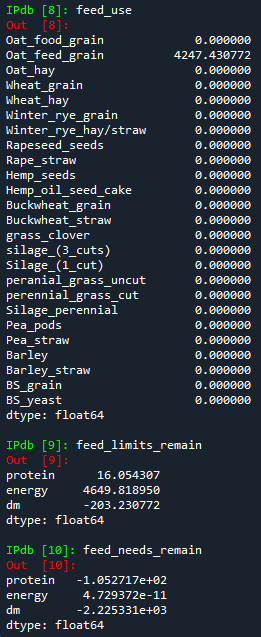 IPdb [8]: feed_use
Out  [8]:
Oat_food_grain 0.000000
Oat_feed_grain 4247.430772
Oat_hay 0.000000
Wheat_grain 0.000000
Wheat_hay 0.000000
Winter_rye_grain 0.000000
Winter_rye_hay/straw 0.000000
Rapeseed_seeds 0.000000
Rape_straw 0.000000
Hemp_seeds 0.000000
Hemp_oil_seed_cake 0.000000
Buckwheat_grain 0.000000
Buckwheat_straw 0.000000
grass_clover 0.000000
silage_(3_cuts) 0.000000
Silage_(1_cut) 0.000000
peranial_grass_uncut 0.000000
perennial_grass_cut 0.000000
Silage_perennial 0.000000
Pea_pods 0.000000
Pea_straw 0.000000
Barley 0.000000
Barley_straw 0.000000
BS_grain 0.000000
BS_yeast 0.000000
dtype: float64
IPdb [9]: feed_limits_remain
Out  [9]:
protein 16.054307
energy 4649.818950
dm -203.230772
dtype: float64
IPdb [10]: feed_needs_remain
Out  [10]:
protein -1.052717e+02
energy 4.729372e-11
dm -2.225331e+03
dtype: float64